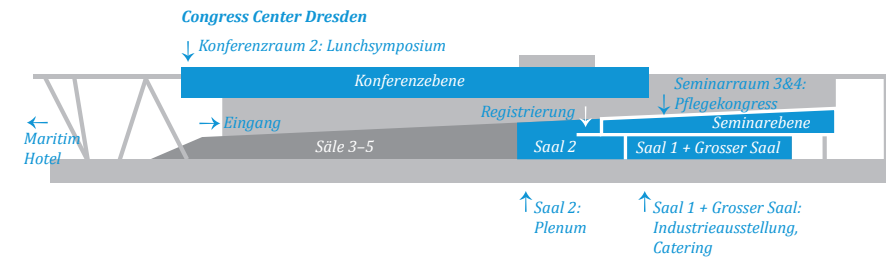 Congress Center Dresden
Konferenzraum 2: Lunchsymposium
Konferenzebene
Seminarraum 3&4:
Pflegekongress
Registrierung
Eingang
Seminarebene
Maritim
Hotel
Säle 3–5
Saal 2
Saal 1 + Grosser Saal
Saal 2:
Plenum
Saal 1 + Grosser Saal:
Industrieausstellung,
Catering